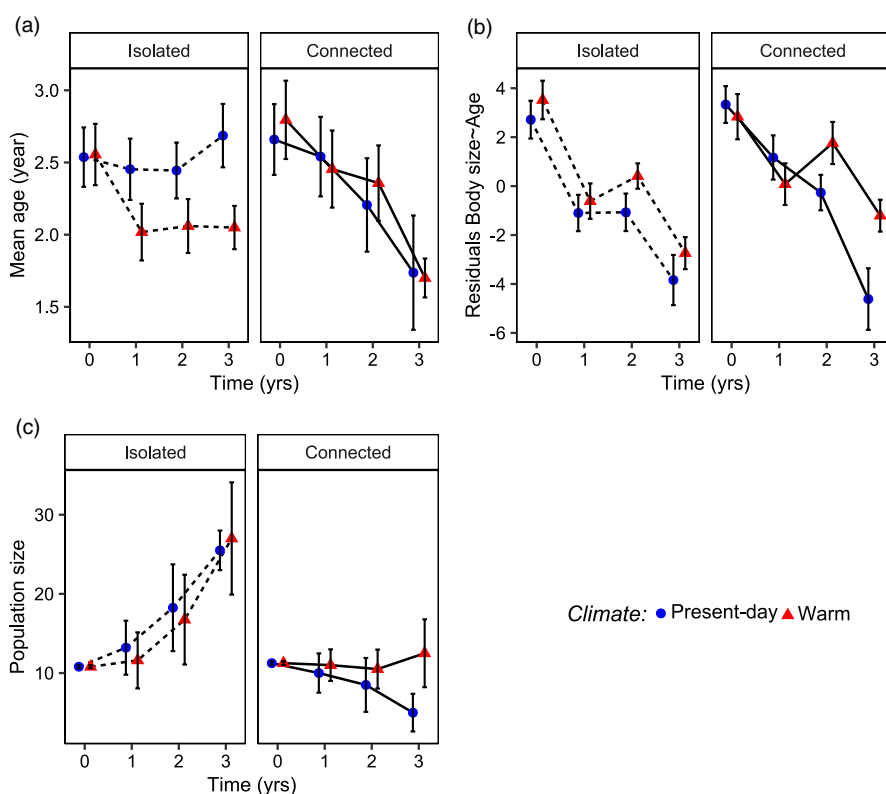 (a)
Isolated Connected
Mean age (year)
3.0
2.5
2.0
1.5
0 1 2 3 0 1 2 3
Time (yrs)
(b)
Isolated Connected
Residuals Body size~Age
4
2
0
-2
-4
-6
0 1 2 3 0 1 2 3
Time (yrs)
(c)
Isolated Connected
Population size
30
20
10
0 1 2 3 0 1 2 3
Time (yrs)
Climate: Present-day Warm